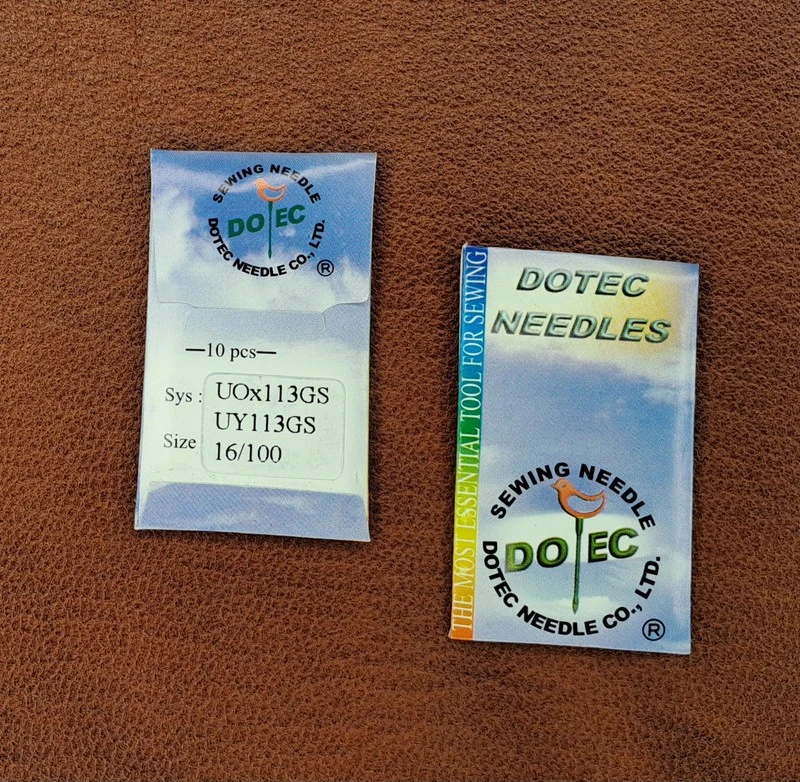 SEWING NEEDLE
DOTEC
DOTEC NEEDLE CO., LTD.
®
—10 pcs—
Sys : UOx113GS
UY113GS
Size 16/100
THE MOST ESSENTIAL TOOL FOR SEWING
DOTEC
NEEDLES
SEWING NEEDLE
DOTEC
DOTEC NEEDLE CO., LTD.
®